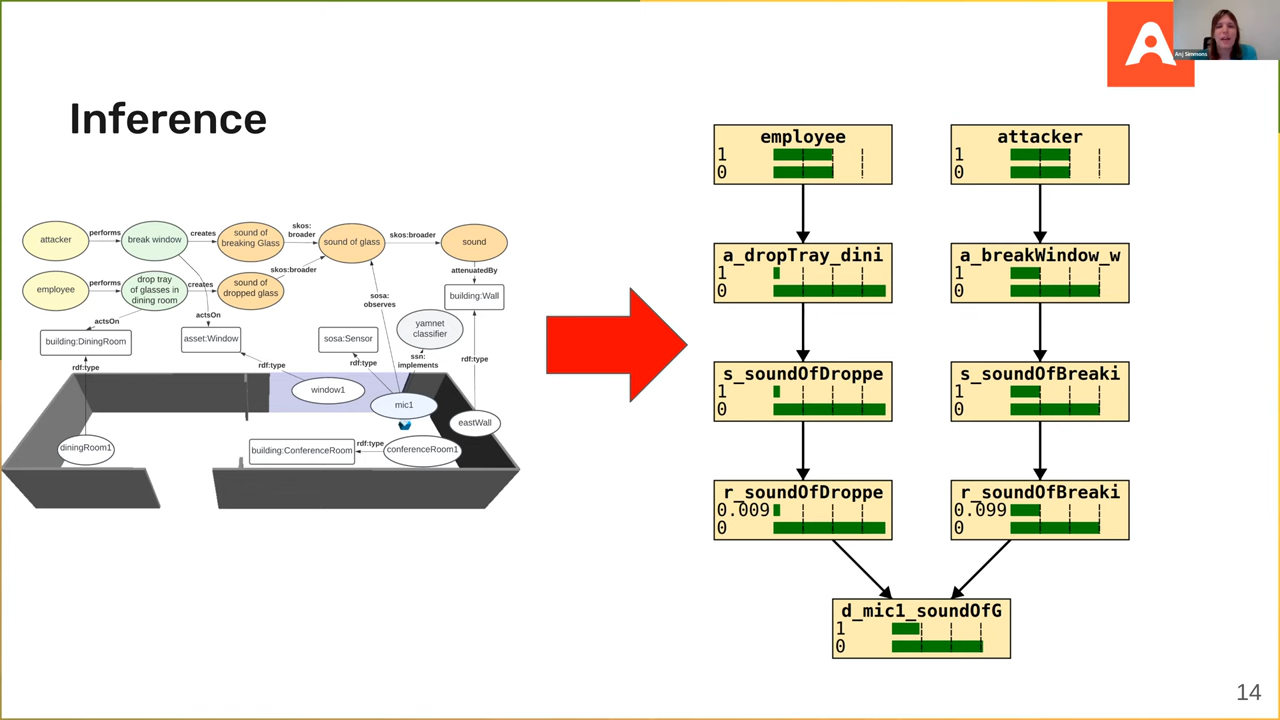 Anj Simmons
Inference
attacker
performs
break window
creates
sound of
breaking Glass
skos:
broader
sound of glass
skos:broader
sound
employee
performs
drop tray
of glasses in
dining room
creates
sound of
dropped glass
skos:broader
attenuatedBy
building:Wall
actsOn
actsOn
sosa:
observes
building:DiningRoom
asset:Window
sosa:Sensor
yamnet
classifier
rdf:type
rdf:type
rdf:type
ssn:
implements
rdf:type
window1
mic1
eastWall
diningRoom1
building:ConferenceRoom
rdf:type
conferenceRoom1
employee
1
0
attacker
1
0
a_dropTray_dini
1
0
a_breakWindow_w
1
0
s_soundOfDroppe
1
0
s_soundOfBreaki
1
0
r_soundOfDroppe
0.009
0
r_soundOfBreaki
0.099
0
d_mic1_soundOfG
1
0
14